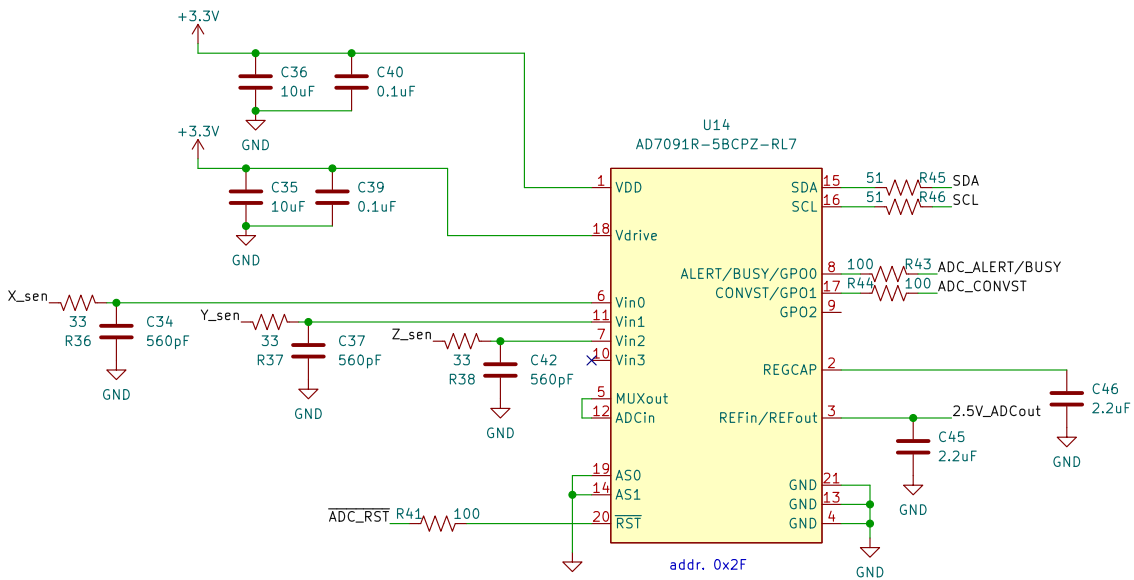 +3.3V
C36
10uF
C40
0.1uF
GND
+3.3V
C35
10uF
C39
0.1uF
GND
U14
AD7091R-5BCPZ-RL7
1 VDD
18 Vdrive
6 Vin0
11 Vin1
7 Vin2
10 Vin3
5 MUXout
12 ADCin
19 AS0
14 AS1
20 RST
SDA 15
SCL 16
ALERT/BUSY/GPO0 8
CONVST/GPO1 17
GPO2 9
REGCAP 2
REFin/REFout 3
GND 21
GND 13
GND 4
51 R45 SDA
51 R46 SCL
100 R43 ADC_ALERT/BUSY
R44 100 ADC_CONVST
X_sen
33
R36
C34
560pF
GND
Y_sen
33
R37
C37
560pF
GND
Z_sen
33
R38
C42
560pF
GND
C46
2.2uF
GND
2.5V_ADCout
C45
2.2uF
GND
ADC_RST R41 100
GND
addr. 0x2F